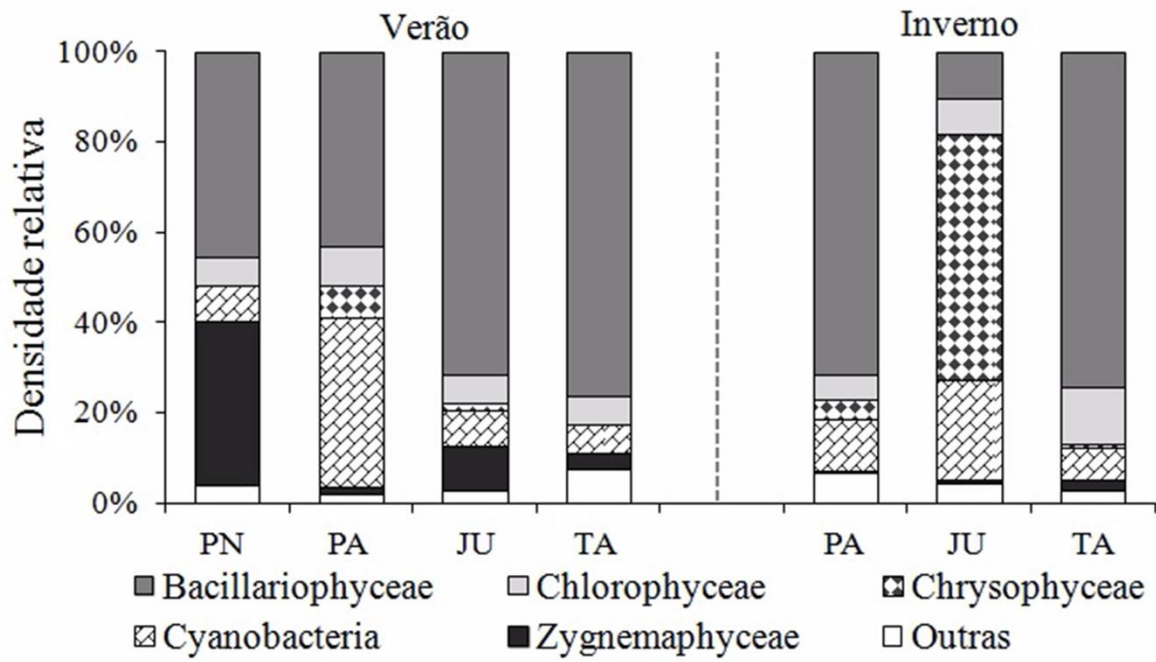 Verão Inverno
100%
80%
60%
40%
20%
0%
Densidade relativa
PN PA JU TA PA JU TA
Bacillariophyceae Chlorophyceae Chrysophyceae
Cyanobacteria Zygnemaphyceae Outras